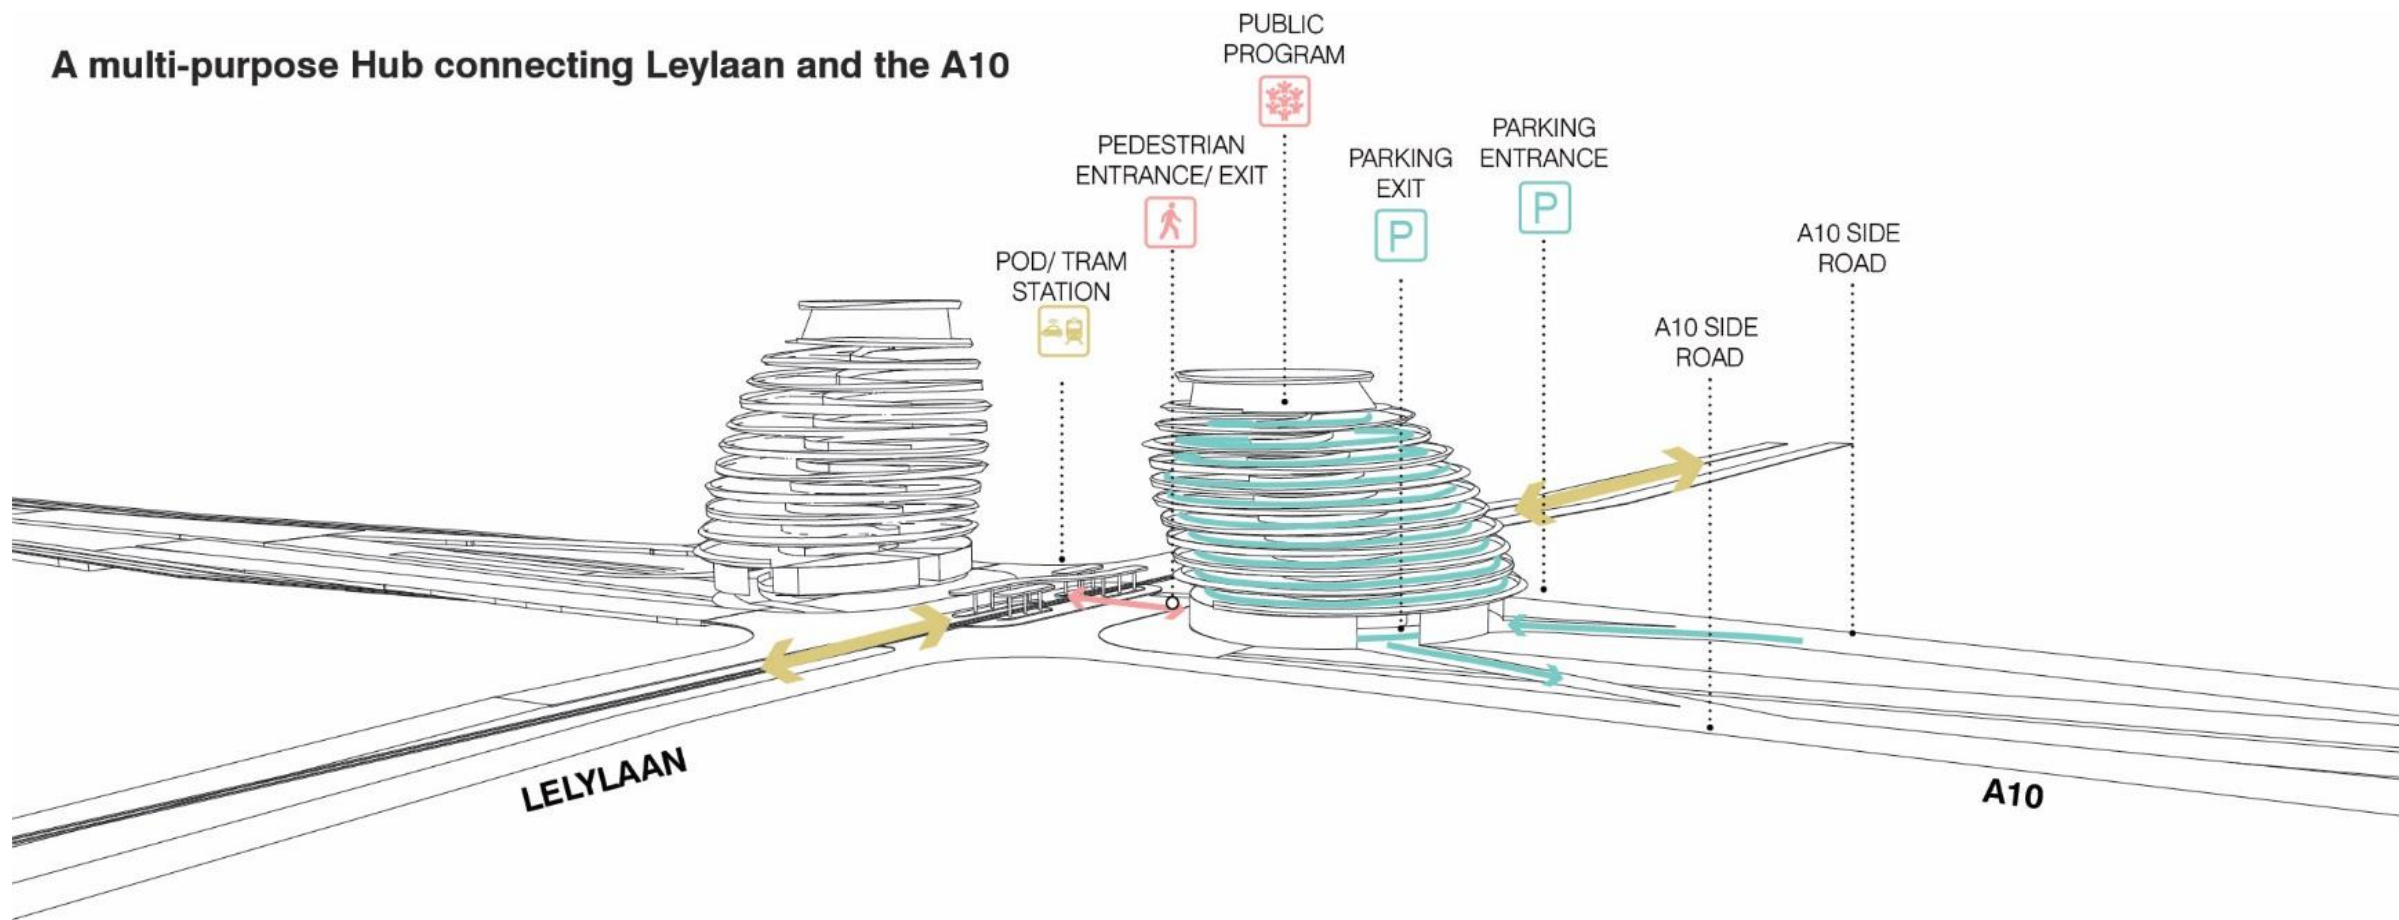 A multi-purpose Hub connecting Leylaan and the A10
PUBLIC
PROGRAM
PEDESTRIAN
ENTRANCE/ EXIT
PARKING
EXIT
P
PARKING
ENTRANCE
P
POD/ TRAM
STATION
A10 SIDE
ROAD
A10 SIDE
ROAD
LELYLAAN
A10